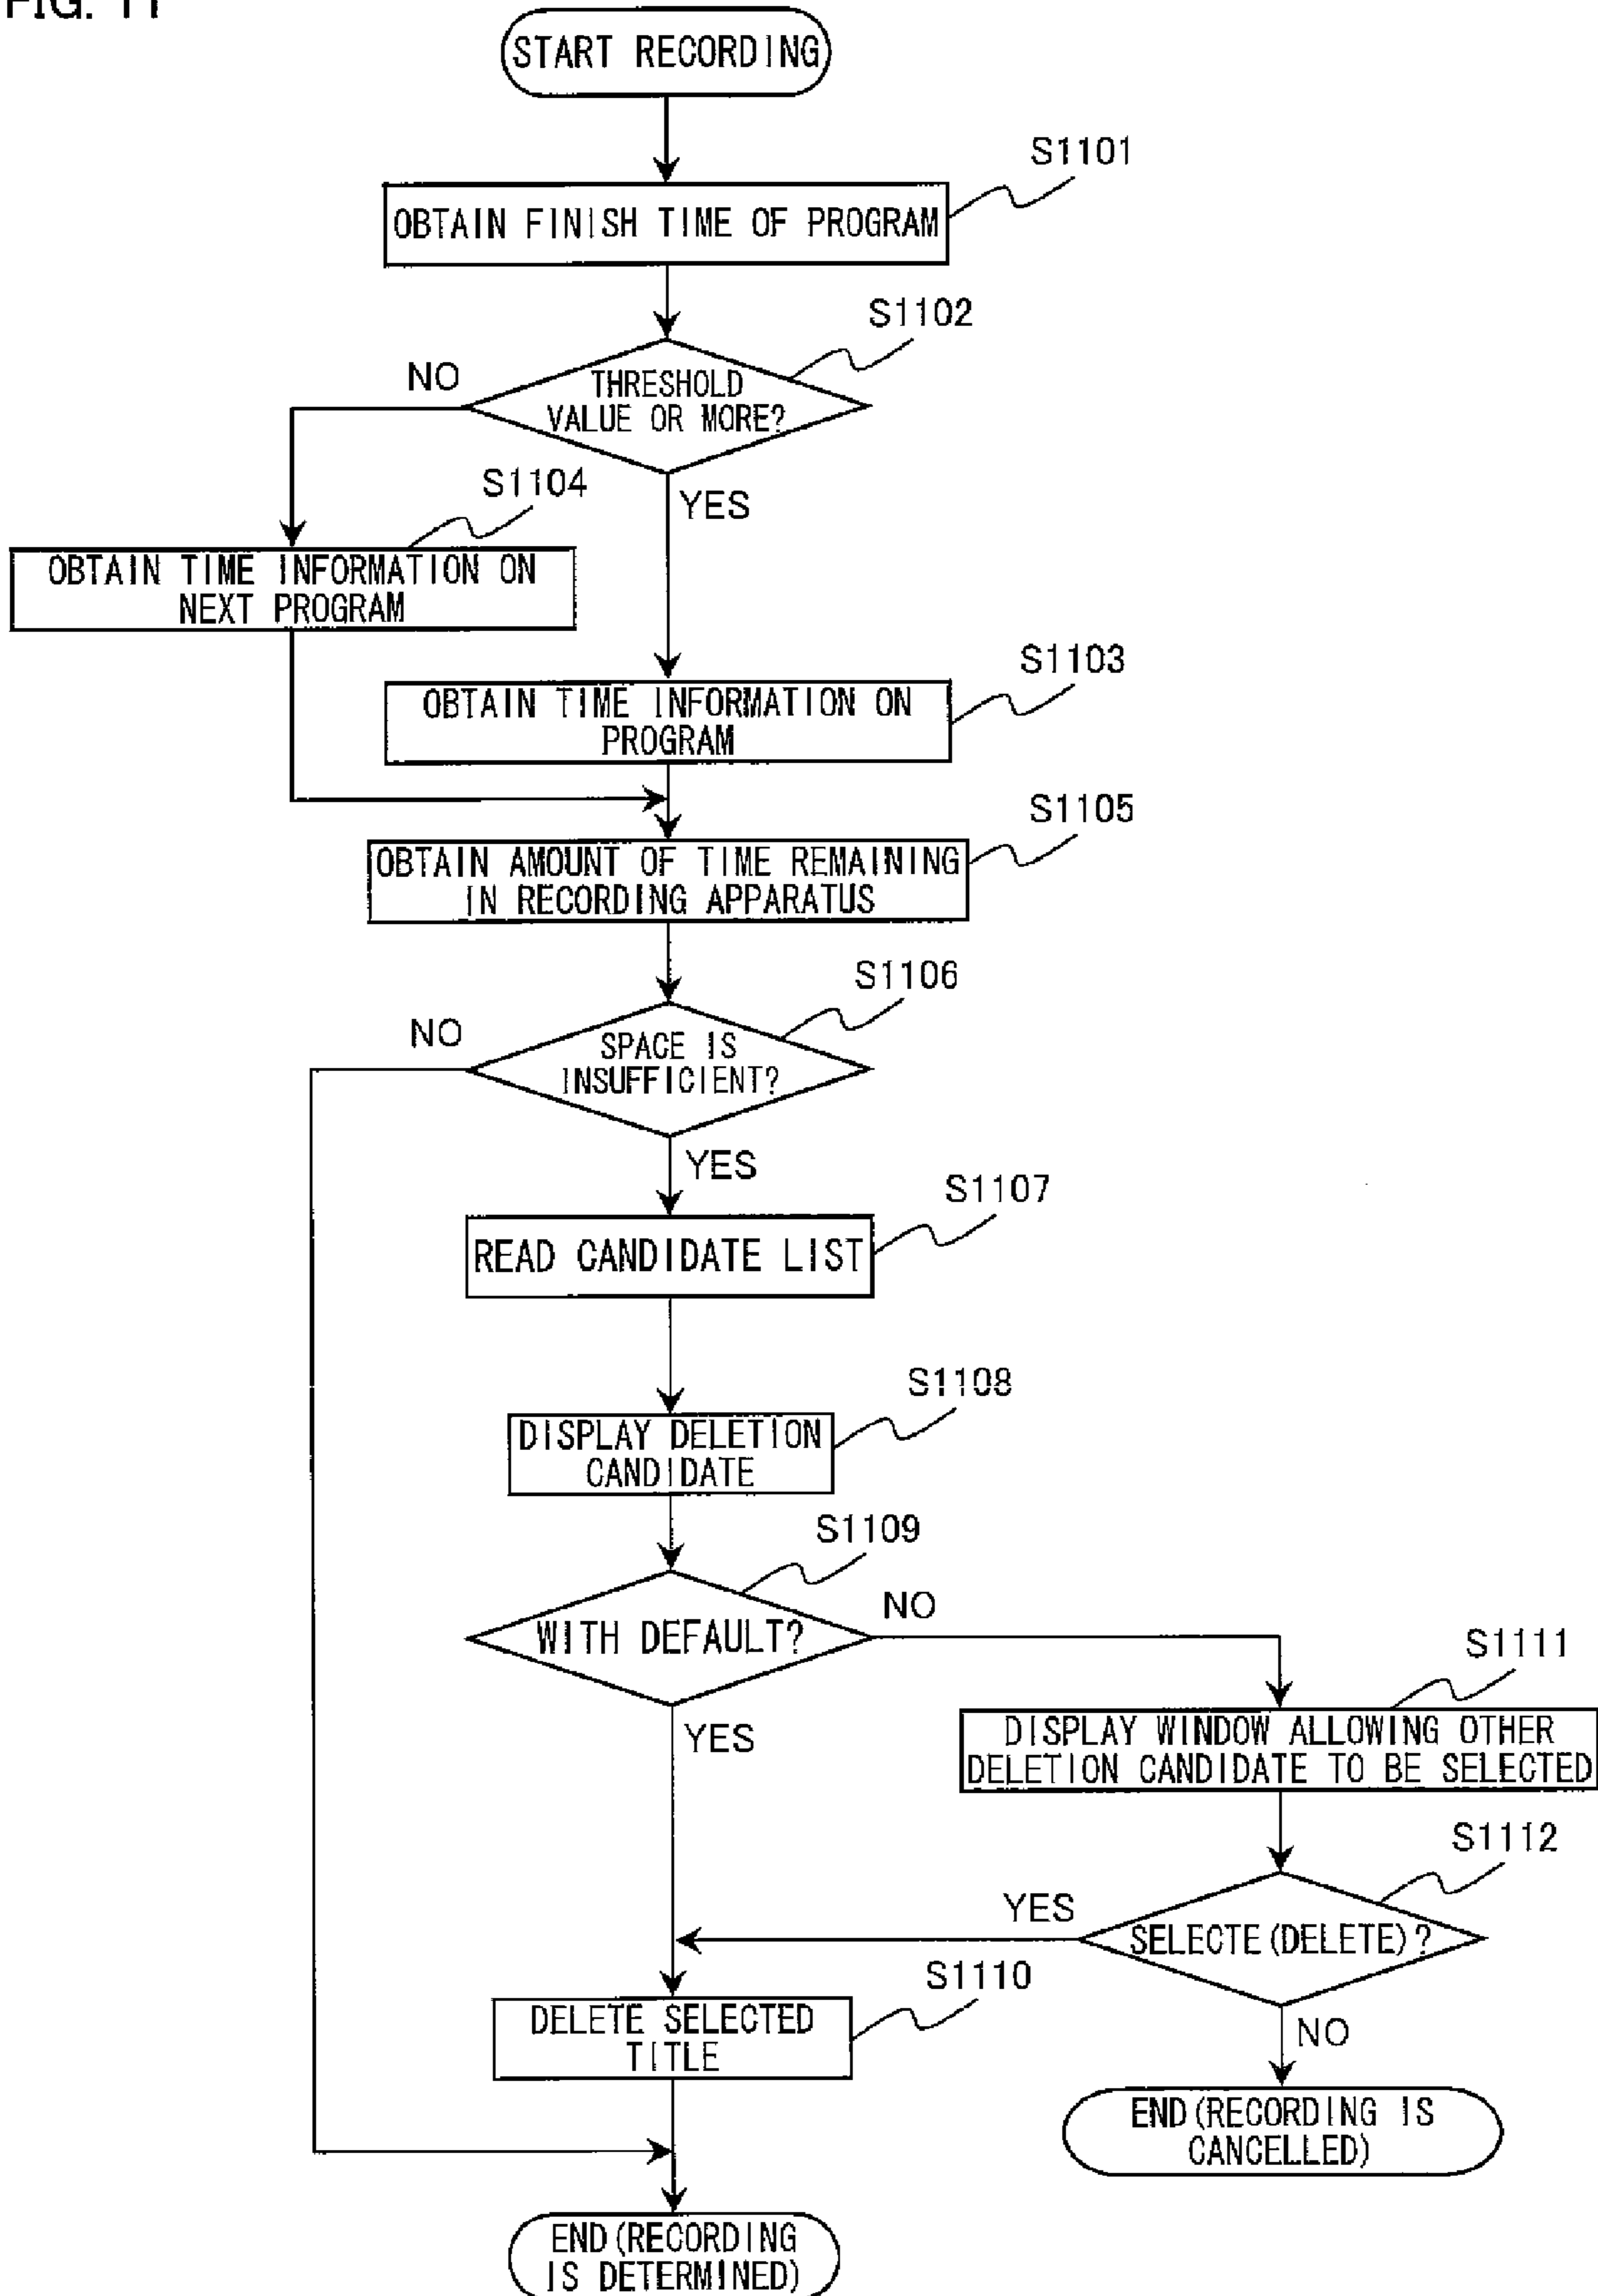 FIG. 11
START RECORDING
S1101
OBTAIN FINISH TIME OF PROGRAM
S1102
NO
THRESHOLD
VALUE OR MORE?
S1104
YES
OBTAIN TIME INFORMATION ON
NEXT PROGRAM
S1103
OBTAIN TIME INFORMATION ON
PROGRAM
S1105
OBTAIN AMOUNT OF TIME REMAINING
IN RECORDING APPARATUS
S1106
NO
SPACE IS
INSUFFICIENT?
YES
S1107
READ CANDIDATE LIST
S1108
DISPLAY DELETION
CANDIDATE
S1109
NO
WITH DEFAULT?
S1111
YES
DISPLAY WINDOW ALLOWING OTHER
DELETION CANDIDATE TO BE SELECTED
S1112
YES
SELECTE(DELETE)?
S1110
DELETE SELECTED
TITLE
NO
END(RECORDING IS
CANCELLED)
END(RECORDING
IS DETERMINED)